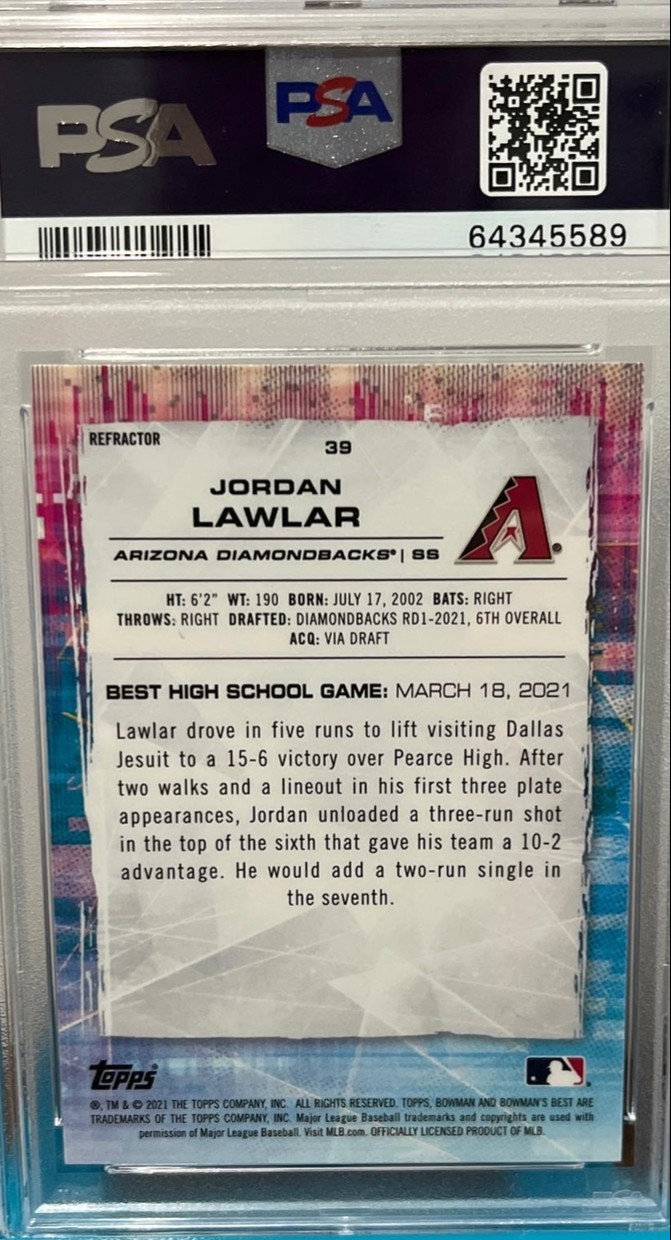 PSA
PSA
64345589
REFRACTOR
39
JORDAN
LAWLAR
ARIZONA DIAMONDBACKS® | SS
HT: 6'2" WT: 190 BORN: JULY 17, 2002 BATS: RIGHT
THROWS: RIGHT DRAFTED: DIAMONDBACKS RD1-2021, 6TH OVERALL
ACQ: VIA DRAFT
BEST HIGH SCHOOL GAME: MARCH 18, 2021
Lawlar drove in five runs to lift visiting Dallas
Jesuit to a 15-6 victory over Pearce High. After
two walks and a lineout in his first three plate
appearances, Jordan unloaded a three-run shot
in the top of the sixth that gave his team a 10-2
advantage. He would add a two-run single in
the seventh.
Topps
®, TM & © 2021 THE TOPPS COMPANY, INC. ALL RIGHTS RESERVED. TOPPS, BOWMAN AND BOWMAN'S BEST ARE
TRADEMARKS OF THE TOPPS COMPANY, INC. Major League Baseball trademarks and copyrights are used with
permission of Major League Baseball. Visit MLB.com. OFFICIALLY LICENSED PRODUCT OF MLB.